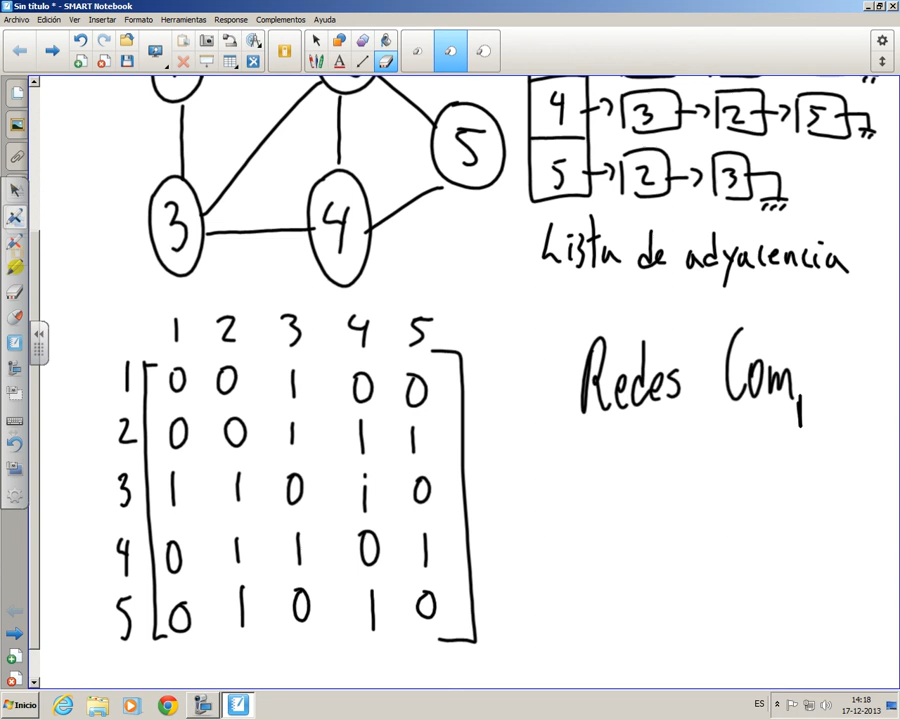 Sin título * - SMART Notebook
Archivo Edición Ver Insertar Formato Herramientas Response Complementos Ayuda
4 3 2 5
5 2 3
5
3 4
Lista de adyacencia
1 2 3 4 5
1 0 0 1 0 0
2 0 0 1 1 1
3 1 1 0 i 0
4 0 1 1 0 1
5 0 1 0 1 0
Redes Com
Inicio
ES
14:18
17-12-2013